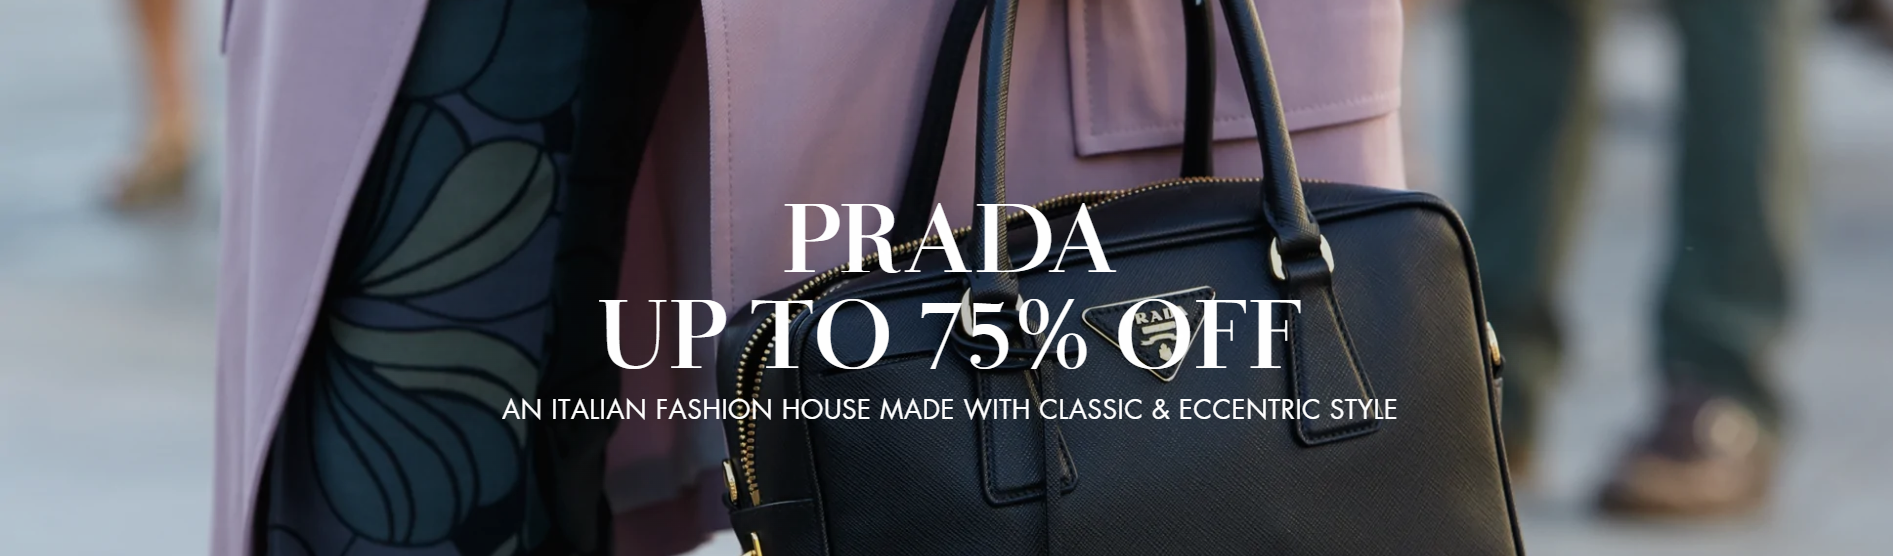 PRADA
UP TO 75% OFF
AN ITALIAN FASHION HOUSE MADE WITH CLASSIC & ECCENTRIC STYLE